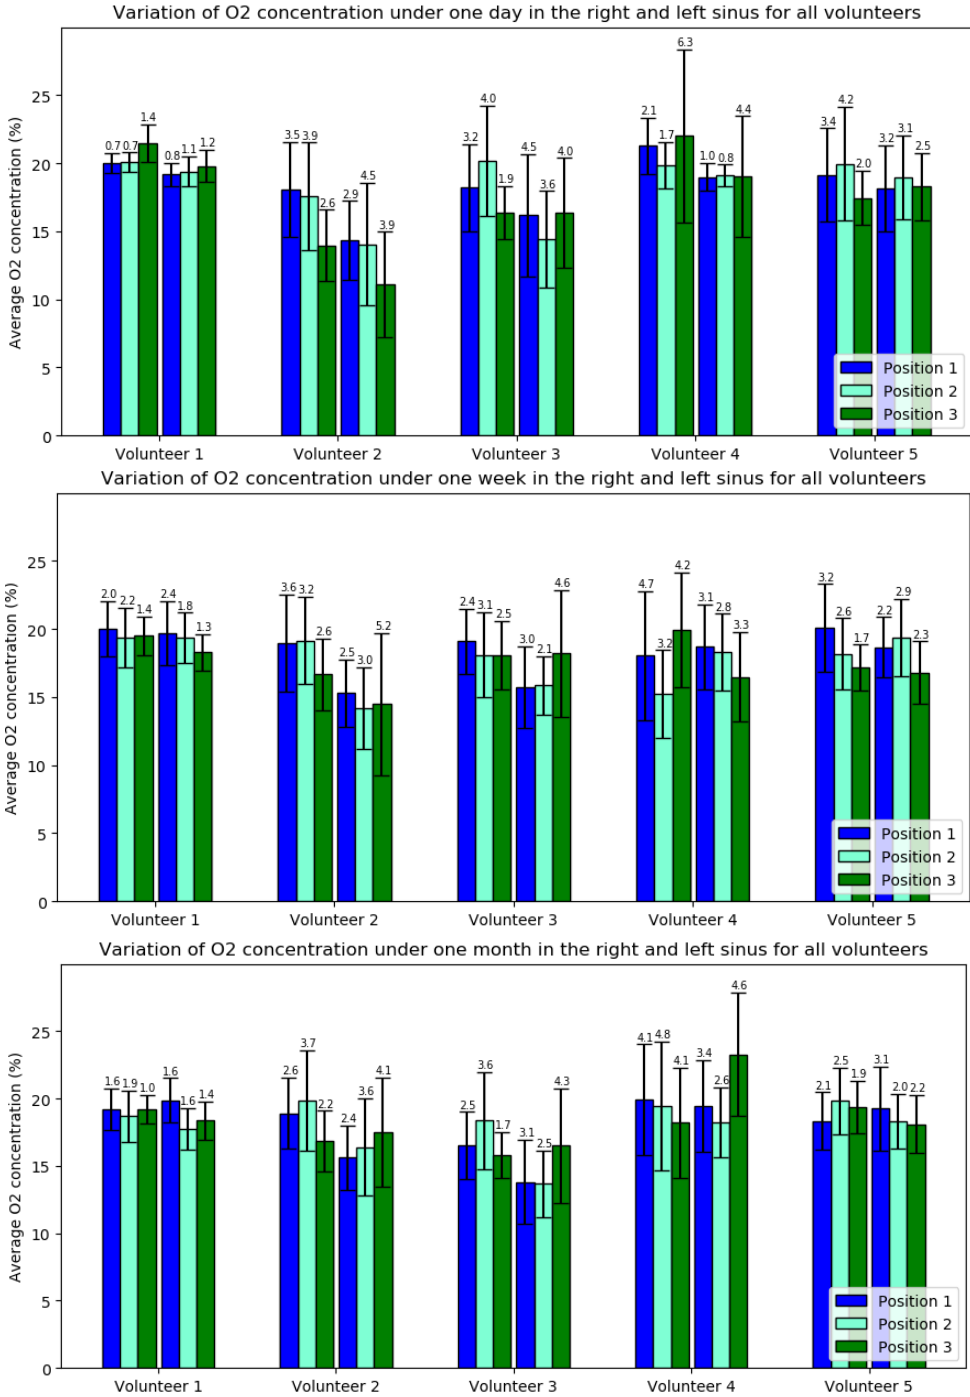 Variation of O2 concentration under one day in the right and left sinus for all volunteers
Average O2 concentration (%)
25
20
15
10
5
0
0.7 0.7 1.4 0.8 1.1 1.2
3.5 3.9 2.6 2.9 4.5 3.9
3.2 4.0 1.9 4.5 3.6 4.0
2.1 1.7 6.3 1.0 0.8 4.4
3.4 4.2 2.0 3.2 3.1 2.5
Position 1
Position 2
Position 3
Volunteer 1 Volunteer 2 Volunteer 3 Volunteer 4 Volunteer 5
Variation of O2 concentration under one week in the right and left sinus for all volunteers
Average O2 concentration (%)
25
20
15
10
5
0
2.0 2.2 1.4 2.4 1.8 1.3
3.6 3.2 2.6 2.5 3.0 5.2
2.4 3.1 2.5 3.0 2.1 4.6
4.7 3.2 4.2 3.1 2.8 3.3
3.2 2.6 1.7 2.2 2.9 2.3
Position 1
Position 2
Position 3
Volunteer 1 Volunteer 2 Volunteer 3 Volunteer 4 Volunteer 5
Variation of O2 concentration under one month in the right and left sinus for all volunteers
Average O2 concentration (%)
25
20
15
10
5
0
1.6 1.9 1.0 1.6 1.6 1.4
2.6 3.7 2.2 2.4 3.6 4.1
2.5 3.6 1.7 3.1 2.5 4.3
4.1 4.8 4.1 3.4 2.6 4.6
2.1 2.5 1.9 3.1 2.0 2.2
Position 1
Position 2
Position 3
Volunteer 1 Volunteer 2 Volunteer 3 Volunteer 4 Volunteer 5